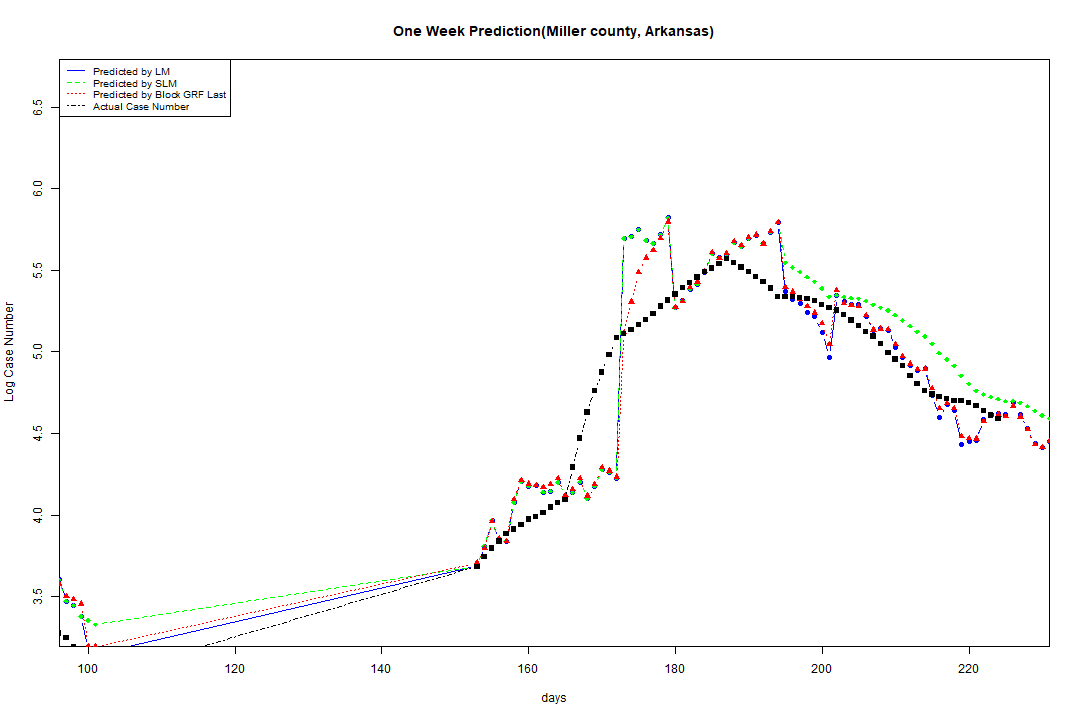 One Week Prediction(Miller county, Arkansas)
Predicted by LM
Predicted by SLM
Predicted by Block GRF Last
Actual Case Number
Log Case Number
6.5
6.0
5.5
5.0
4.5
4.0
3.5
100 120 140 160 180 200 220
days